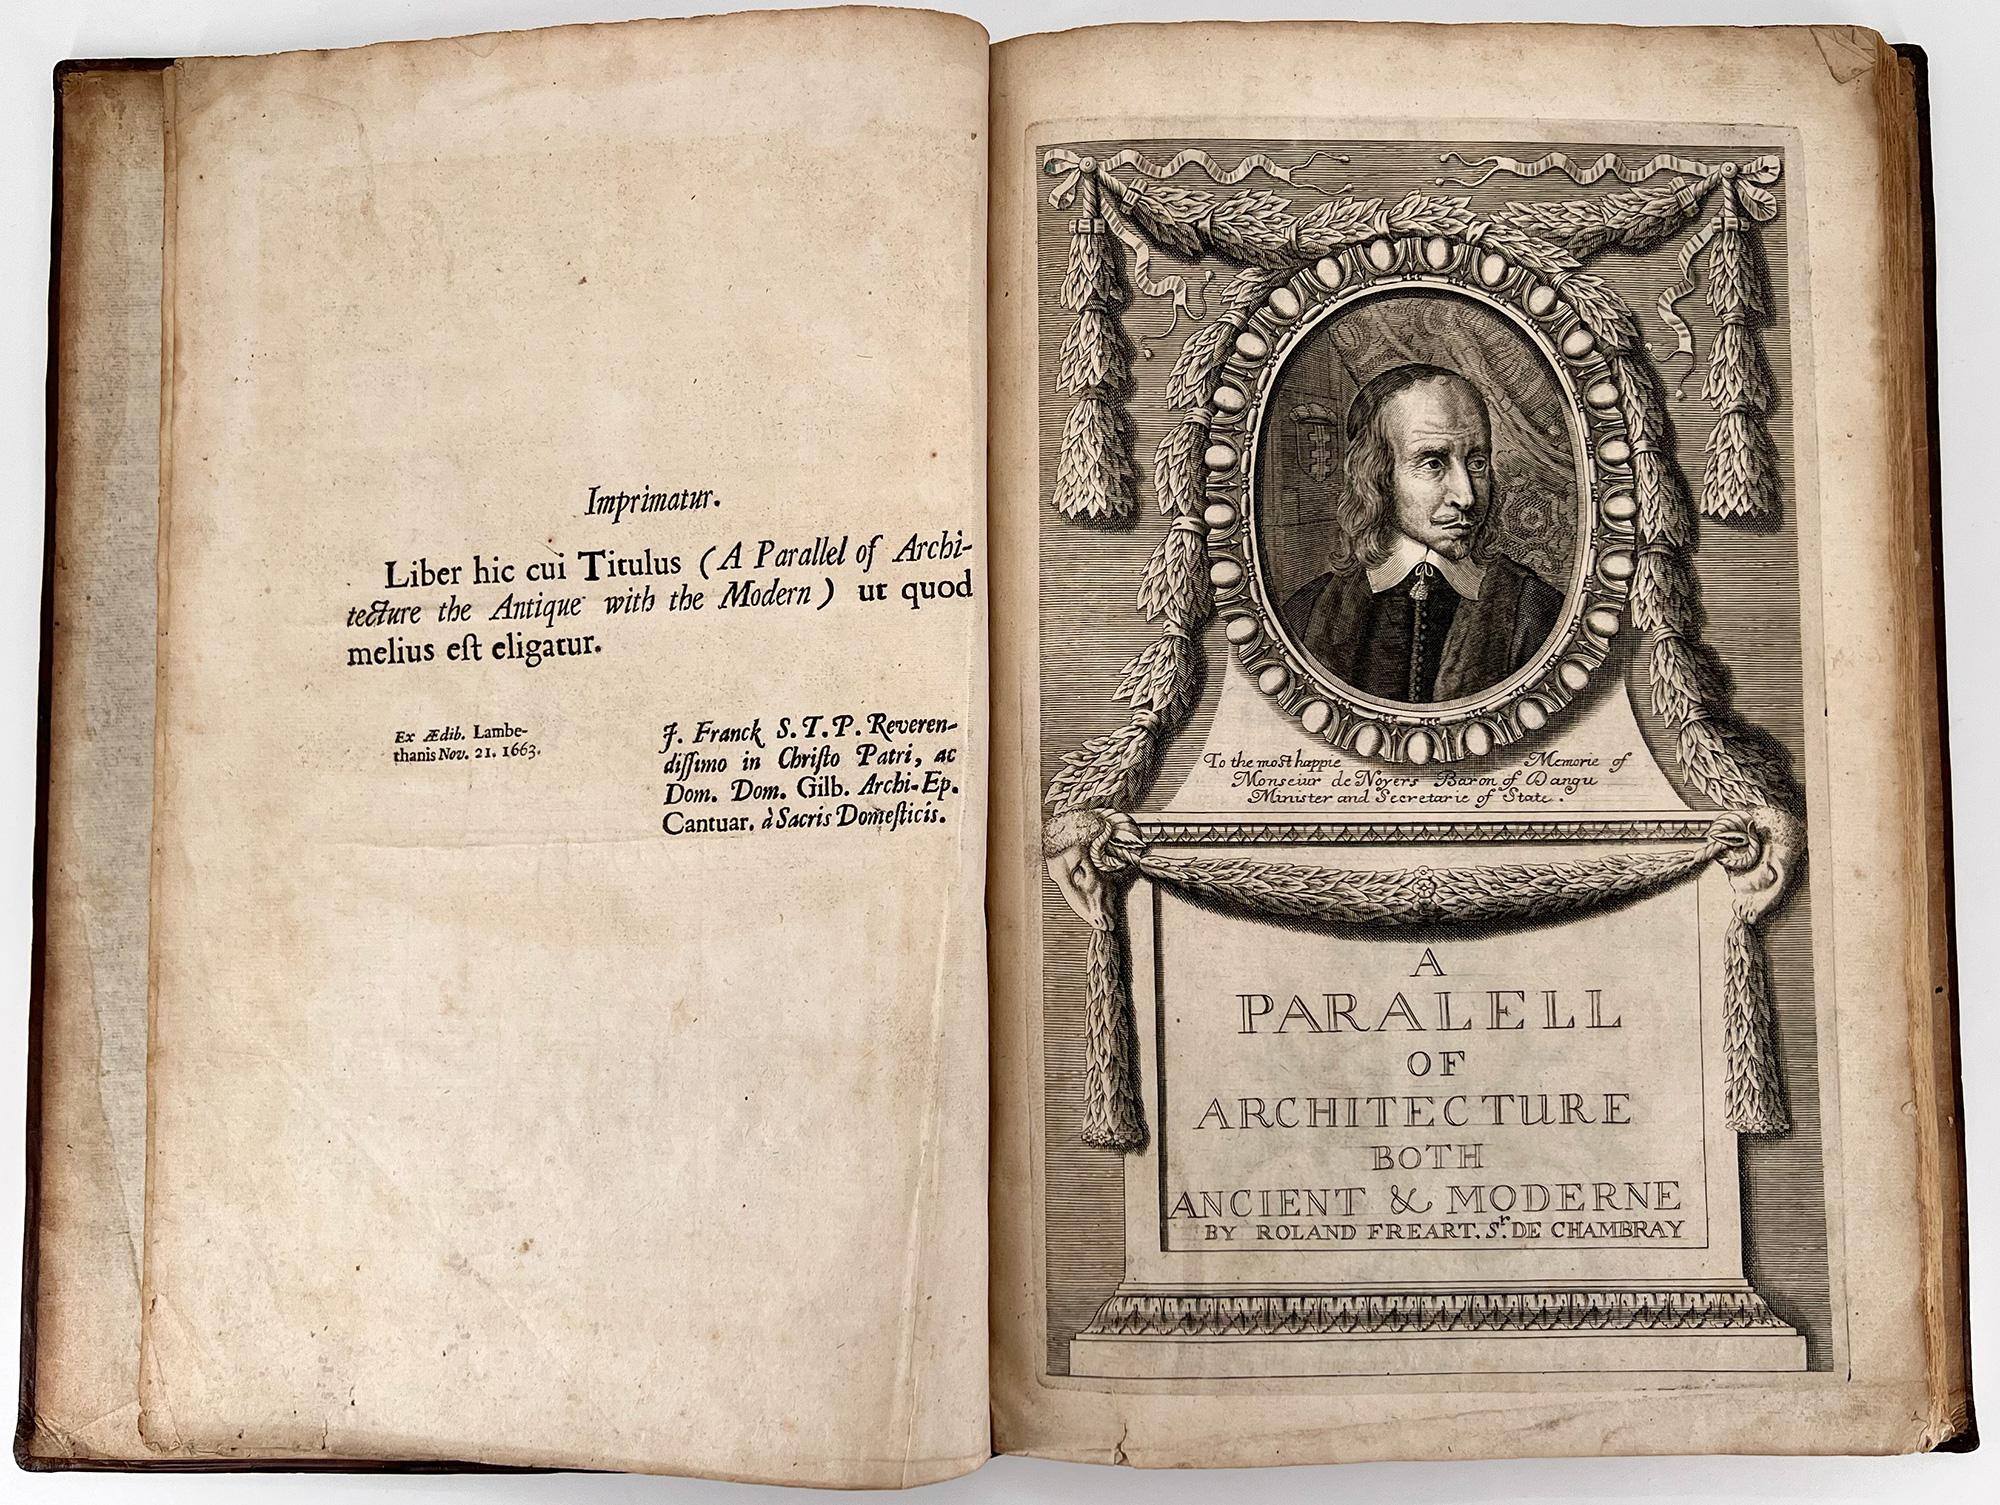 Imprimatur.
Liber hic cui Titulus (A Parallel of Archi-
tecture the Antique with the Modern) ut quod
melius est eligatur.
Ex Ædib. Lambe-
thanis Nov. 21. 1663.
J. Franck S. T. P. Reveren-
dissimo in Christo Patri, ac
Dom. Dom. Gilb. Archi-Ep.
Cantuar. à Sacris Domesticis.
To the most happie Memorie of
Monseiur de Noyers Baron of Dangu
Minister and Secretarie of State.
A
PARALELL
OF
ARCHITECTURE
BOTH
ANCIENT & MODERNE
BY ROLAND FREART, Sr. DE CHAMBRAY